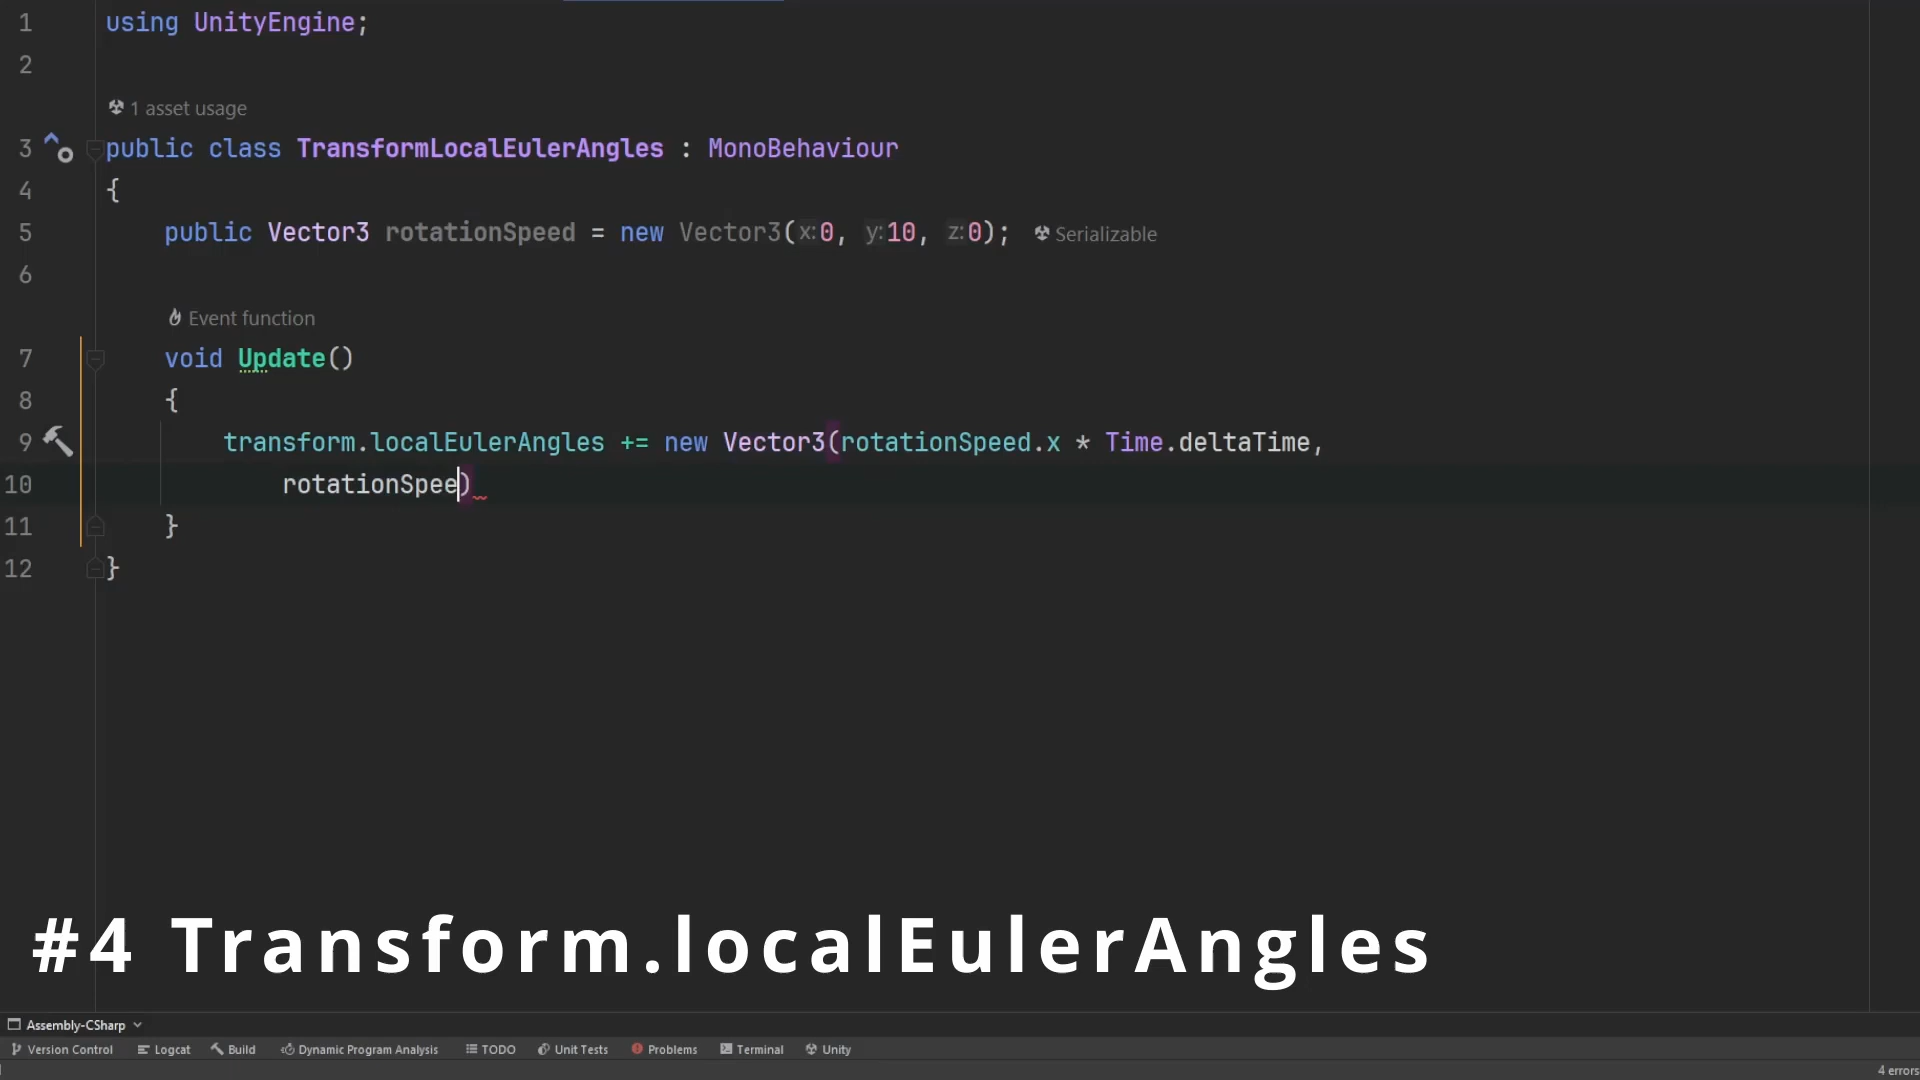 1 using UnityEngine;
2
1 asset usage
3 public class TransformLocalEulerAngles : MonoBehaviour
4 {
5 public Vector3 rotationSpeed = new Vector3(x:0, y:10, z:0); Serializable
6
Event function
7 void Update()
8 {
9 transform.localEulerAngles += new Vector3(rotationSpeed.x * Time.deltaTime,
10 rotationSpee)
11 }
12 }
#4 Transform.localEulerAngles
Assembly-CSharp
Version Control Logcat Build Dynamic Program Analysis TODO Unit Tests Problems Terminal Unity
4 errors